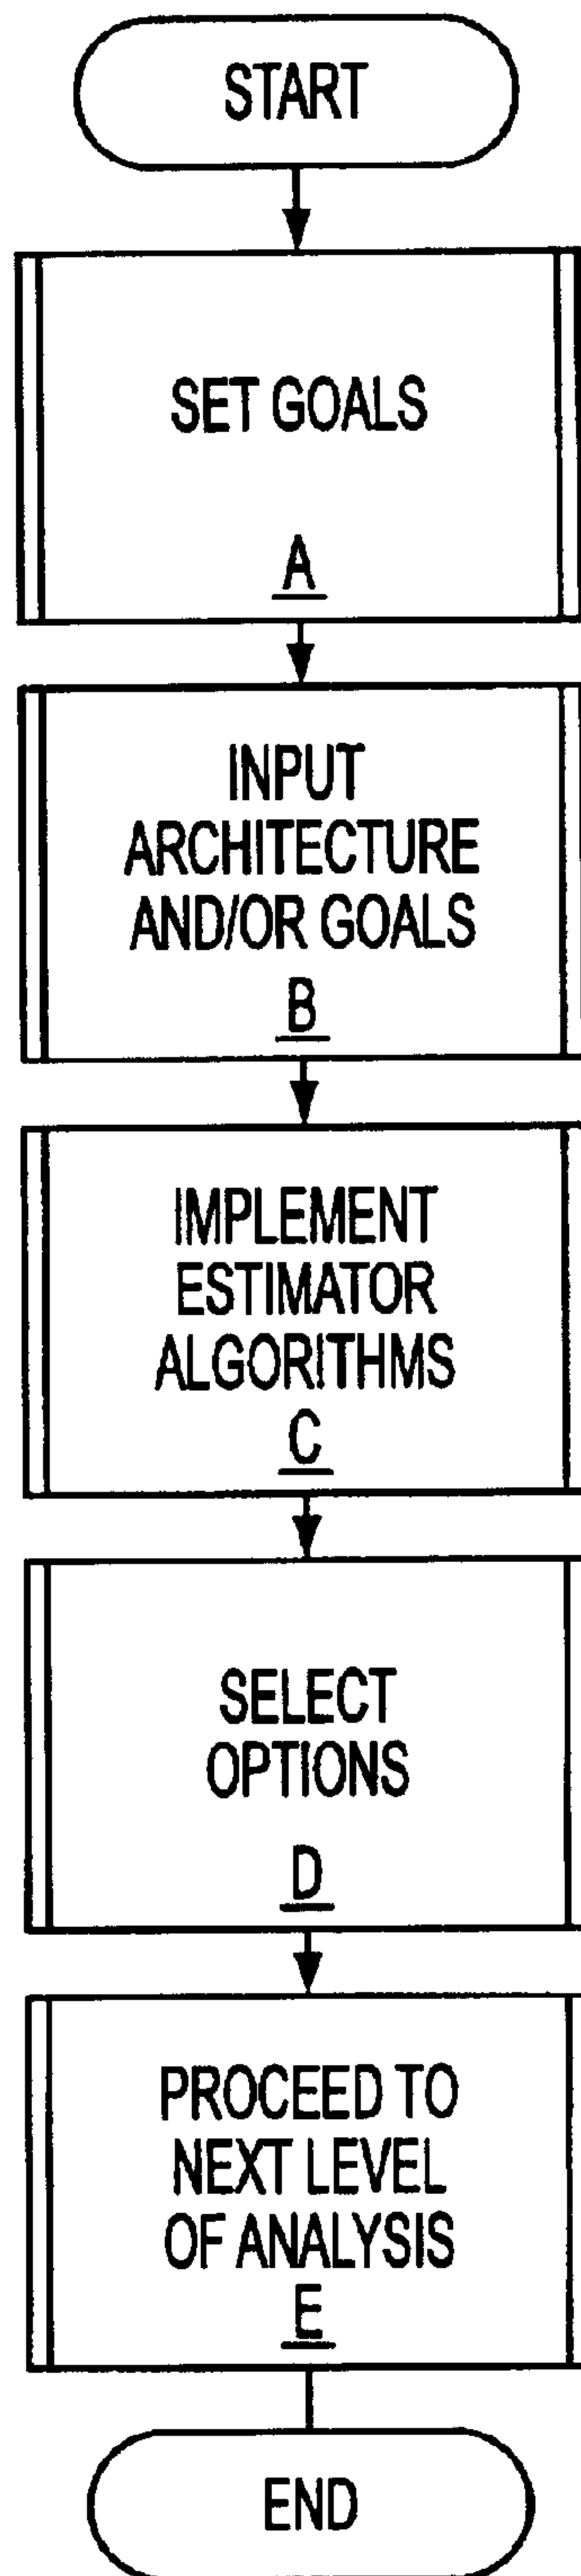 START
SET GOALS
A
INPUT
ARCHITECTURE
AND/OR GOALS
B
IMPLEMENT
ESTIMATOR
ALGORITHMS
C
SELECT
OPTIONS
D
PROCEED TO
NEXT LEVEL
OF ANALYSIS
E
END